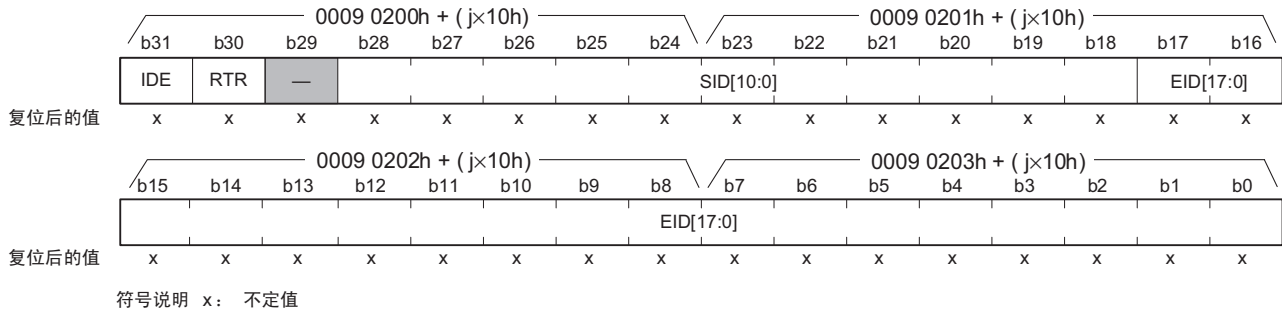 0009 0200h + ( j×10h) 0009 0201h + ( j×10h)
b31 b30 b29 b28 b27 b26 b25 b24 b23 b22 b21 b20 b19 b18 b17 b16
IDE RTR — SID[10:0] EID[17:0]
复位后的值 x x x x x x x x x x x x x x x x
0009 0202h + ( j×10h) 0009 0203h + ( j×10h)
b15 b14 b13 b12 b11 b10 b9 b8 b7 b6 b5 b4 b3 b2 b1 b0
EID[17:0]
复位后的值 x x x x x x x x x x x x x x x x
符号说明 x： 不定值